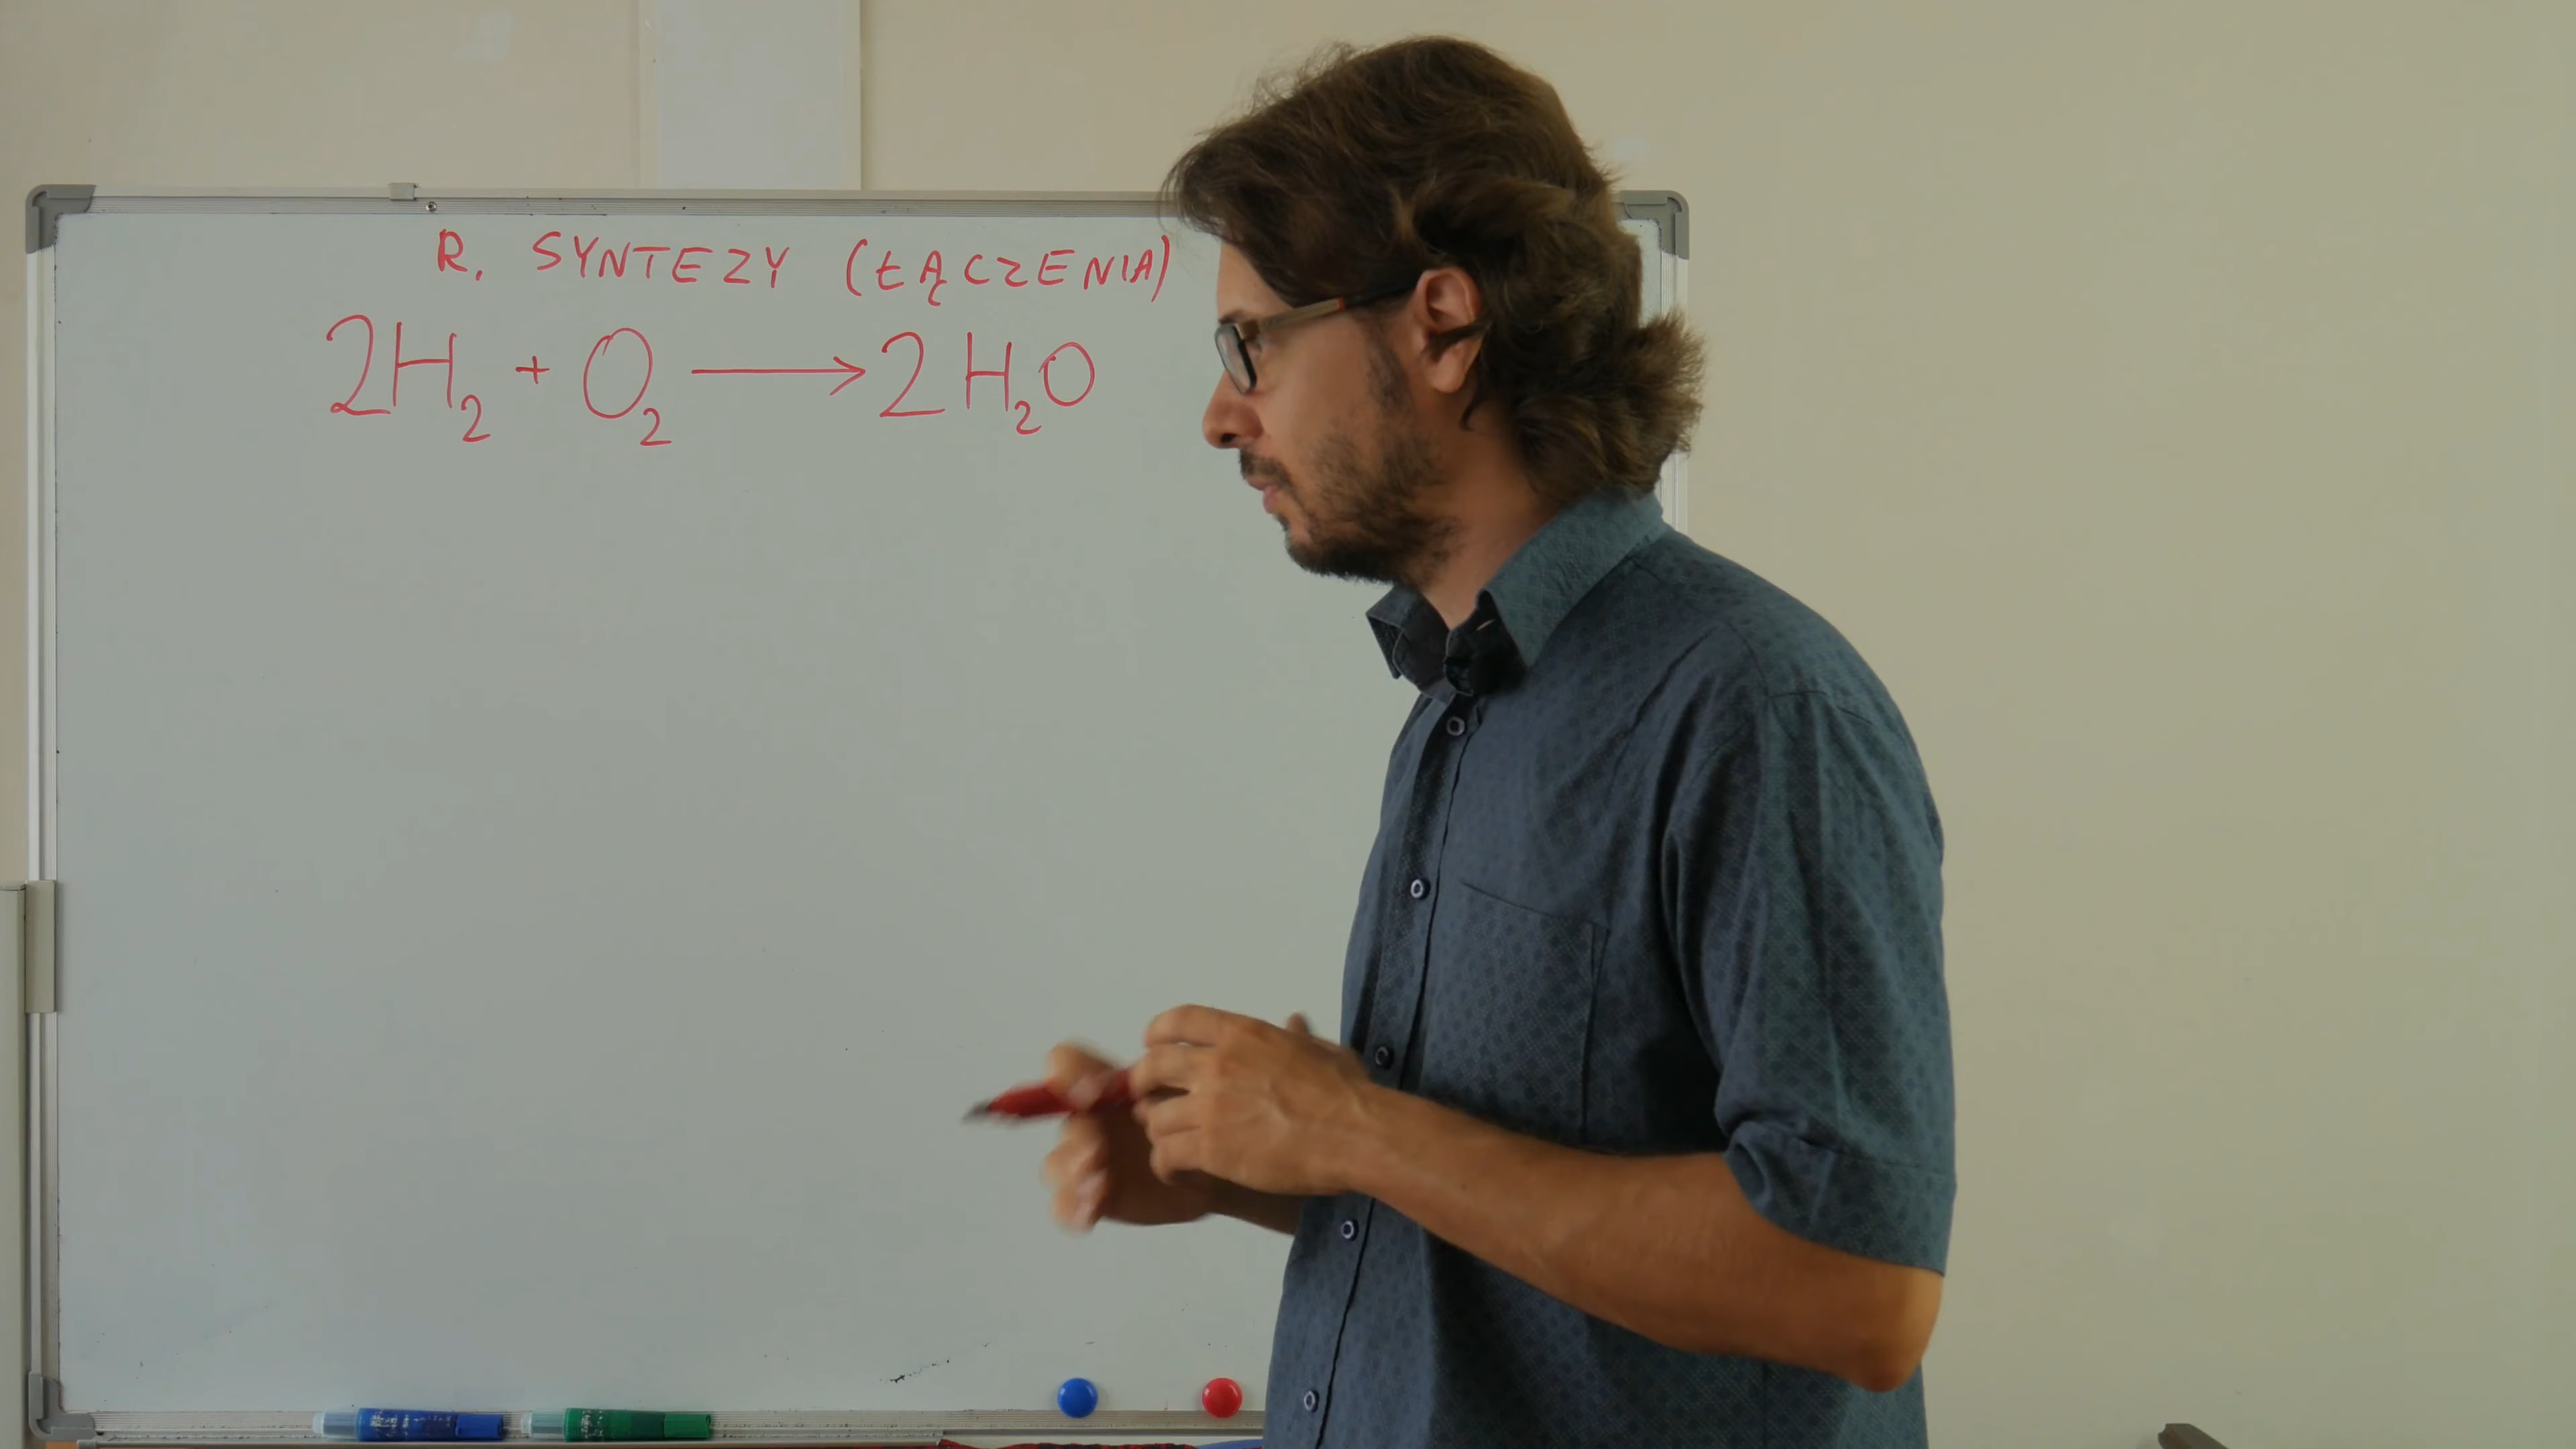 R. SYNTEZY (ŁĄCZENIA)
2H₂ + O₂ ⟶ 2H₂O